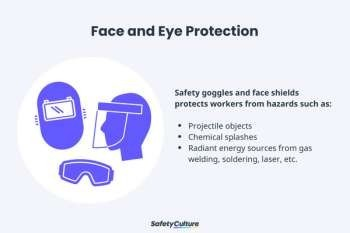 Face and Eye Protection
Safety goggles and face shields
protects workers from hazards such as:
• Projectile objects
• Chemical splashes
• Radiant energy sources from gas
welding, soldering, laser, etc.
SafetyCulture